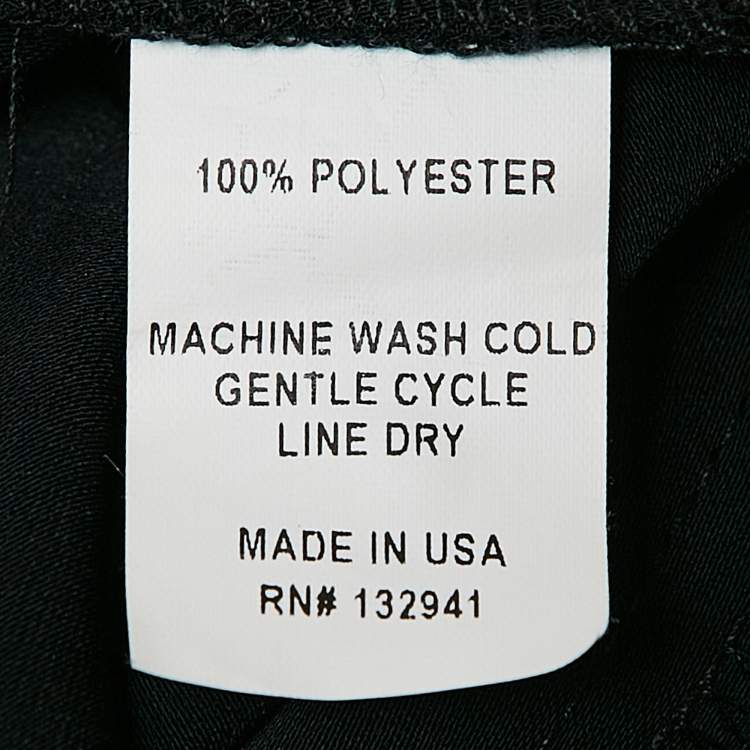 100% POLYESTER
MACHINE WASH COLD
GENTLE CYCLE
LINE DRY
MADE IN USA
RN# 132941